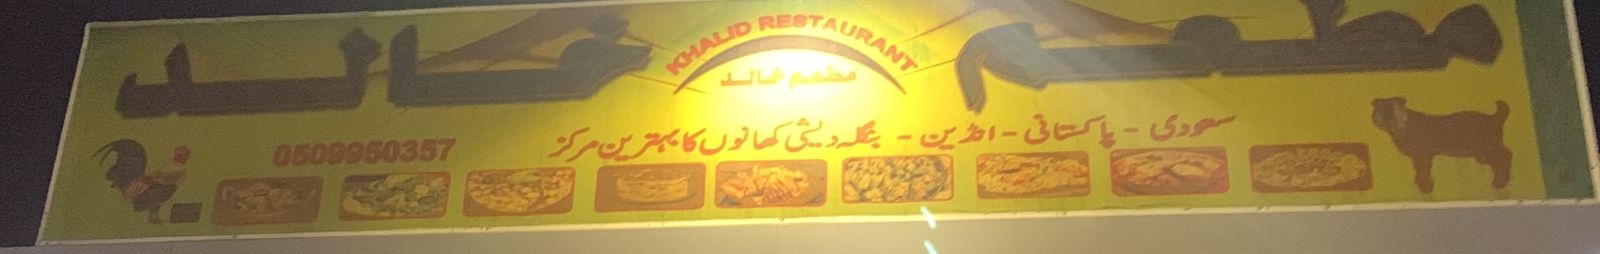 مطعم خالد
KHALID RESTAURANT
مطعم خالد
سعودی - پاکستانی - انڈین - بنگلہ دیشی کھانوں کا بہترین مرکز
0509950357